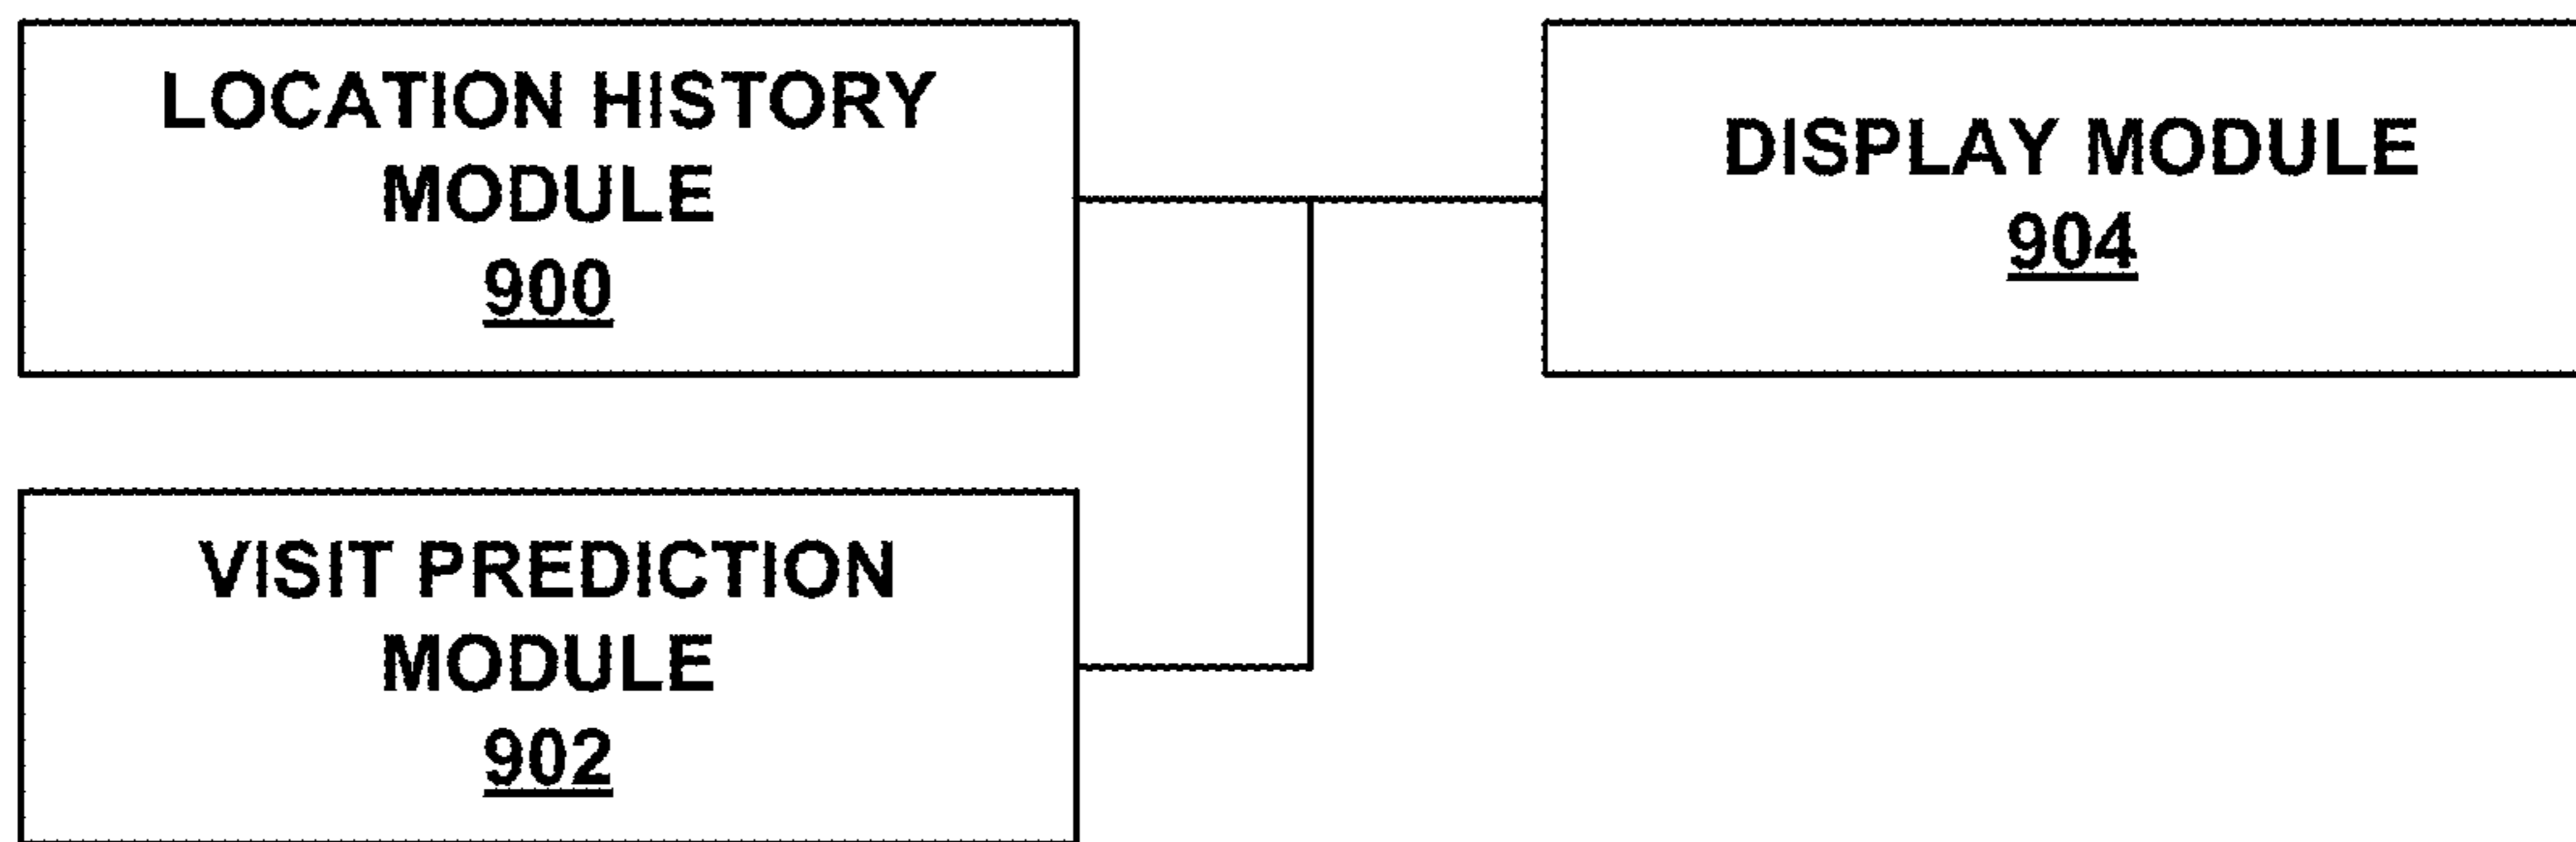 LOCATION HISTORY
MODULE
900
DISPLAY MODULE
904
VISIT PREDICTION
MODULE
902